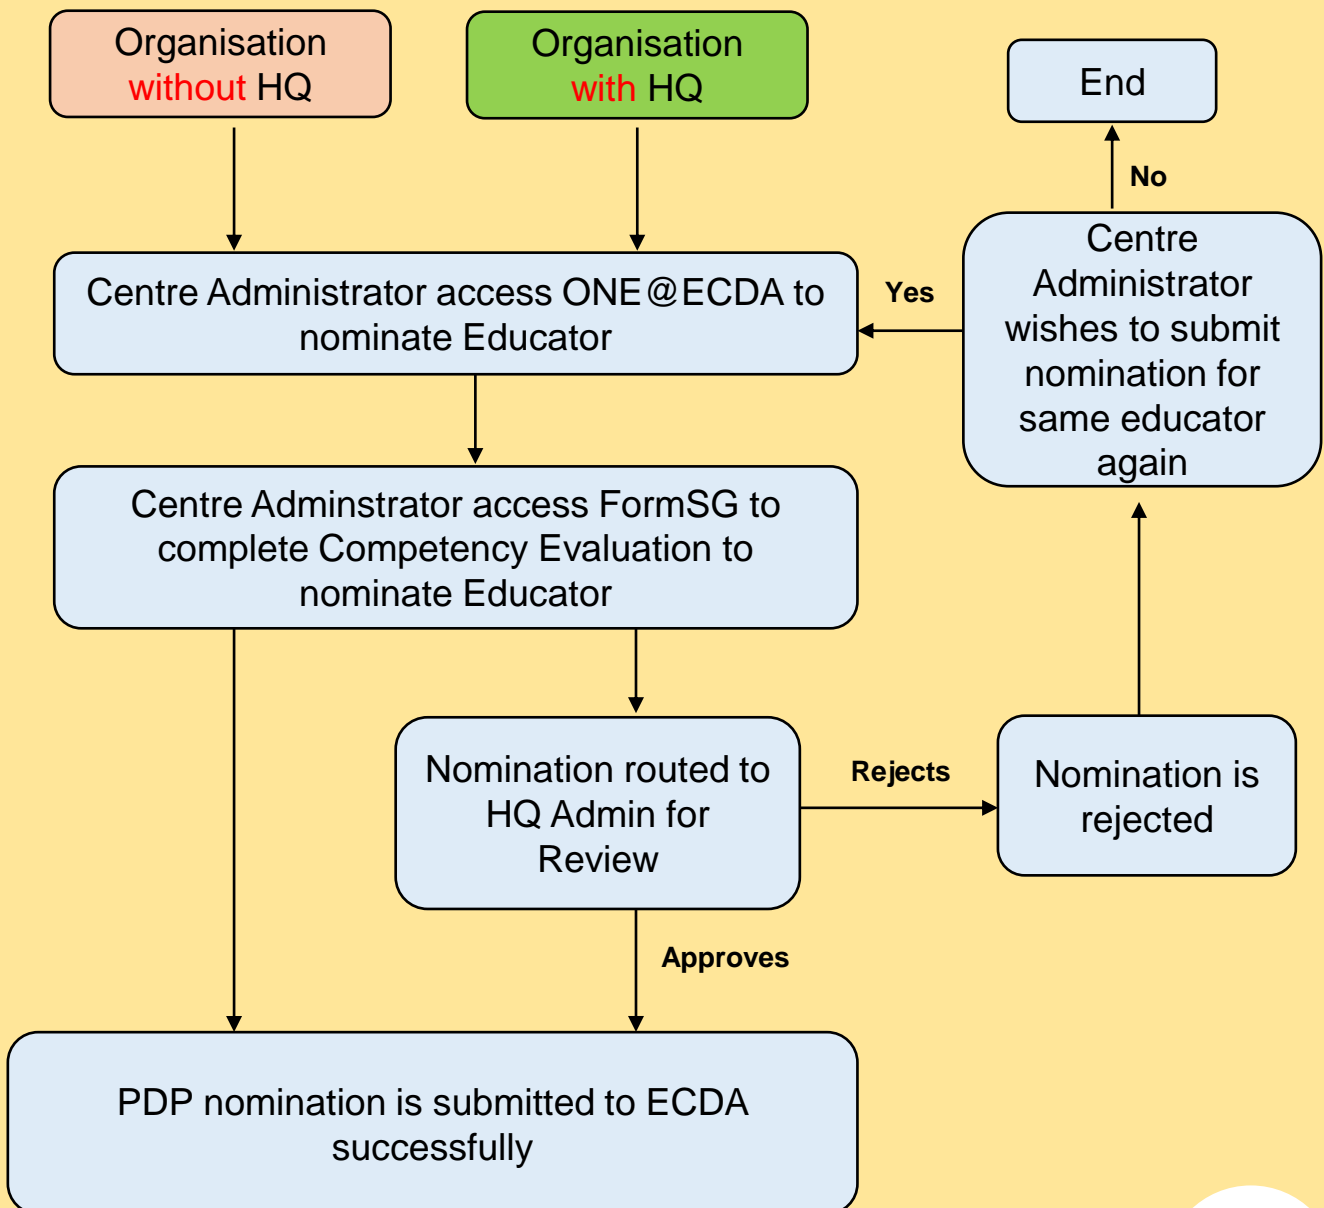 Organisation
without HQ
Organisation
with HQ
End
No
Centre Administrator access ONE@ECDA to
nominate Educator
Yes
Centre
Administrator
wishes to submit
nomination for
same educator
again
Centre Adminstrator access FormSG to
complete Competency Evaluation to
nominate Educator
Nomination routed to
HQ Admin for
Review
Rejects
Nomination is
rejected
Approves
PDP nomination is submitted to ECDA
successfully